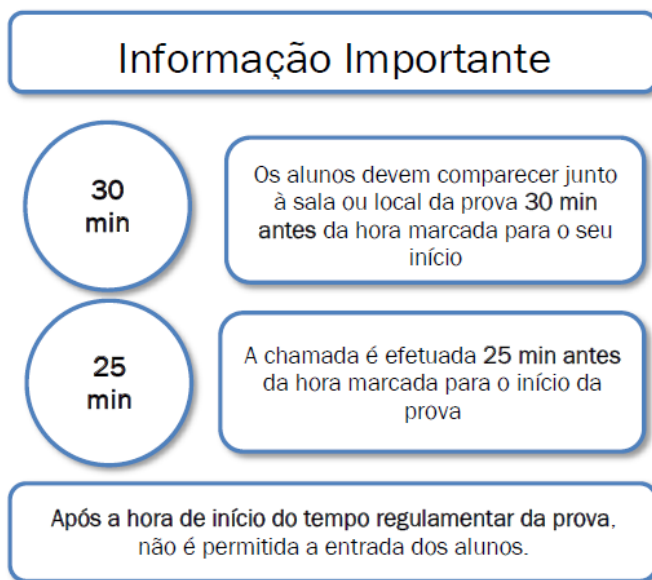 Informação Importante
30
min
Os alunos devem comparecer junto
à sala ou local da prova 30 min
antes da hora marcada para o seu
início
25
min
A chamada é efetuada 25 min antes
da hora marcada para o início da
prova
Após a hora de início do tempo regulamentar da prova,
não é permitida a entrada dos alunos.